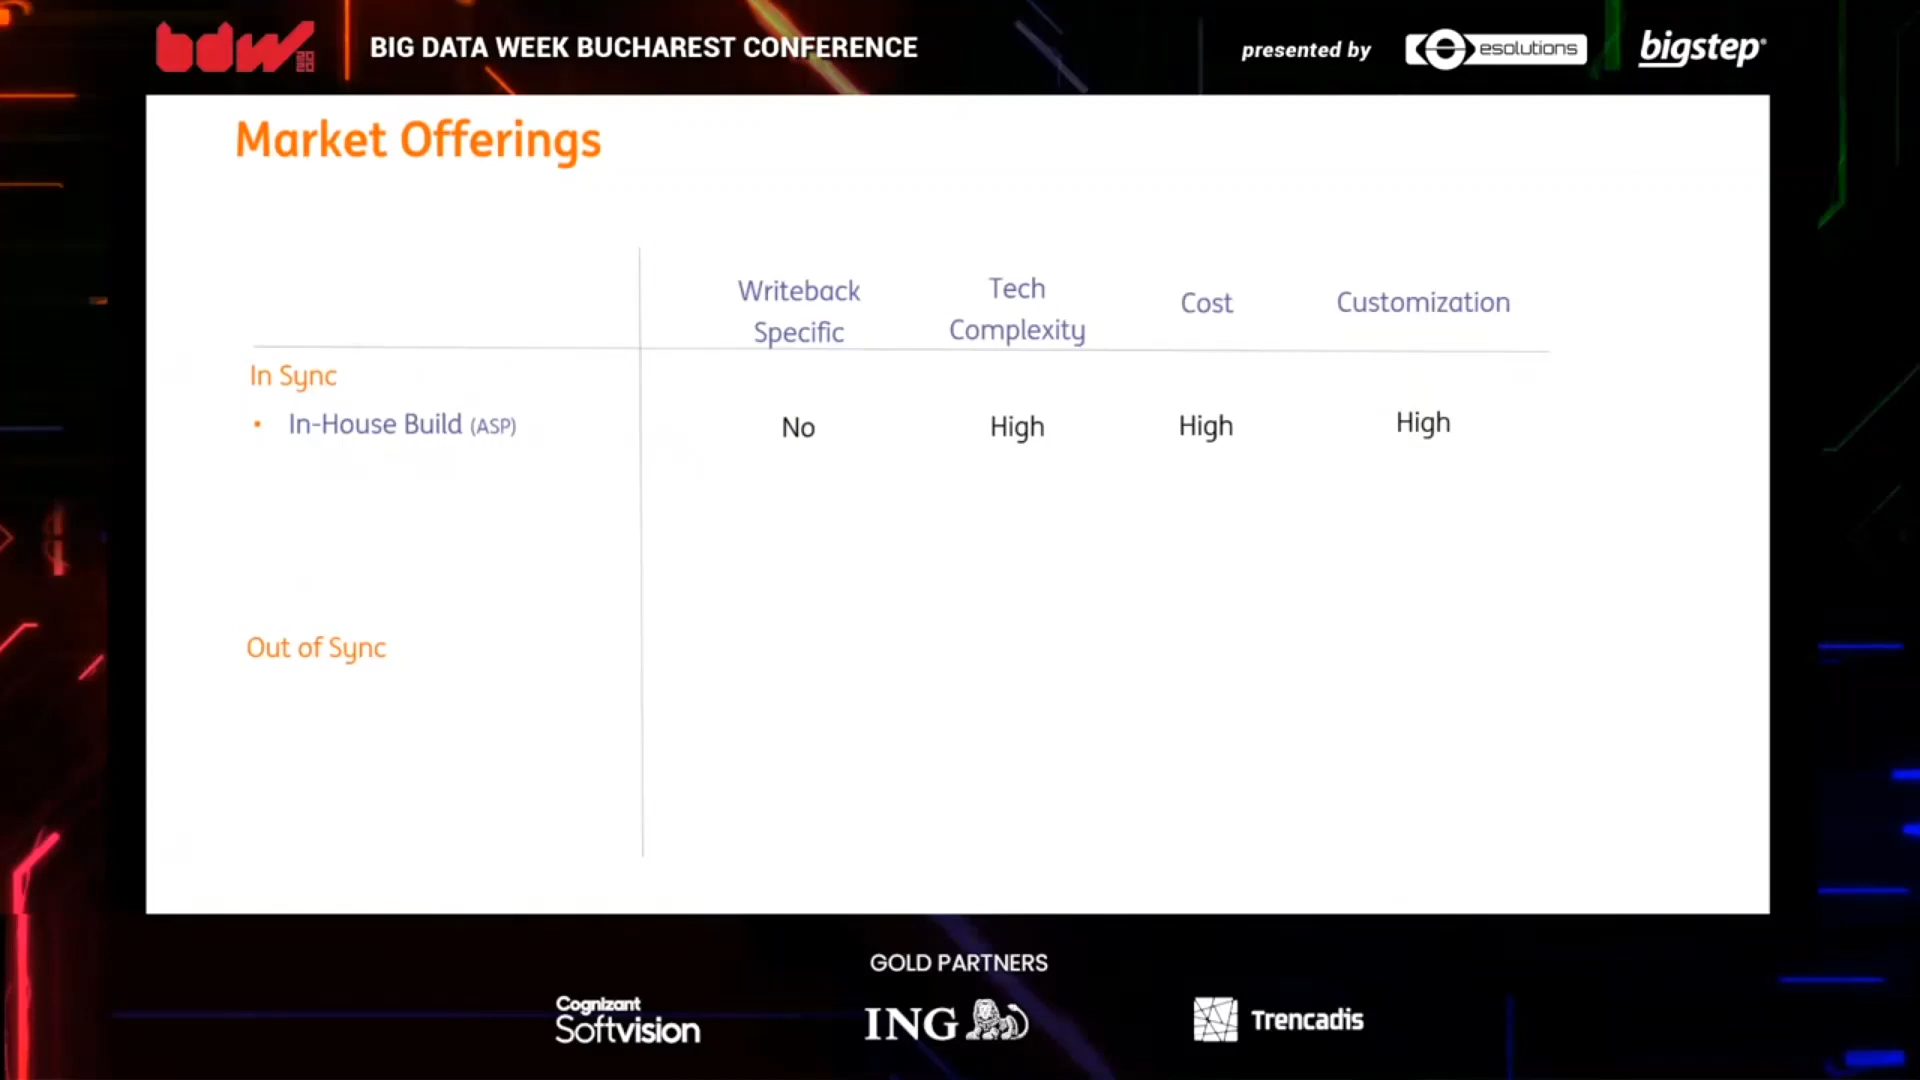 bdw 2020
BIG DATA WEEK BUCHAREST CONFERENCE
presented by
esolutions
bigstep
Market Offerings
Writeback Specific
Tech Complexity
Cost
Customization
In Sync
• In-House Build (ASP)
No
High
High
High
Out of Sync
GOLD PARTNERS
Cognizant
Softvision
ING
Trencadis